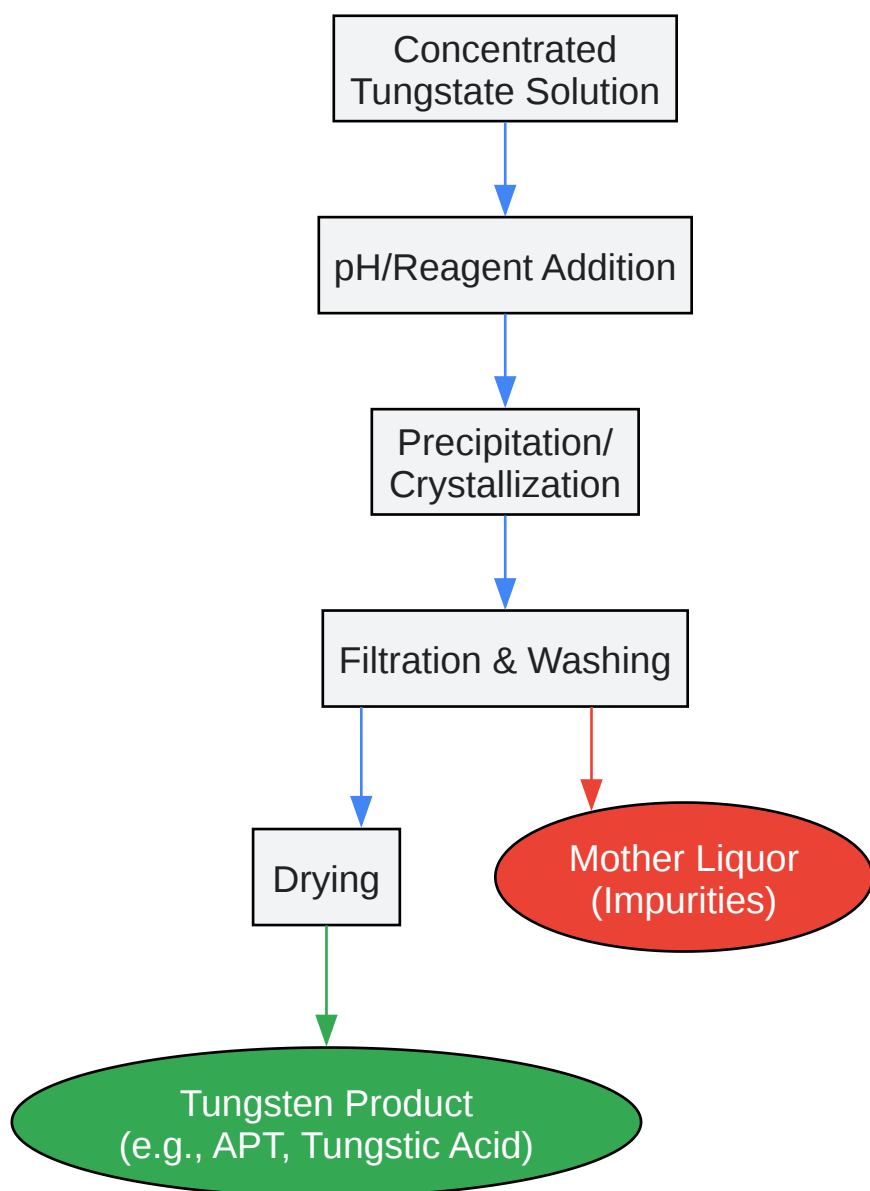 Concentrated
Tungstate Solution
pH/Reagent Addition
Precipitation/
Crystallization
Filtration & Washing
Drying
Mother Liquor
(Impurities)
Tungsten Product
(e.g., APT, Tungstic Acid)